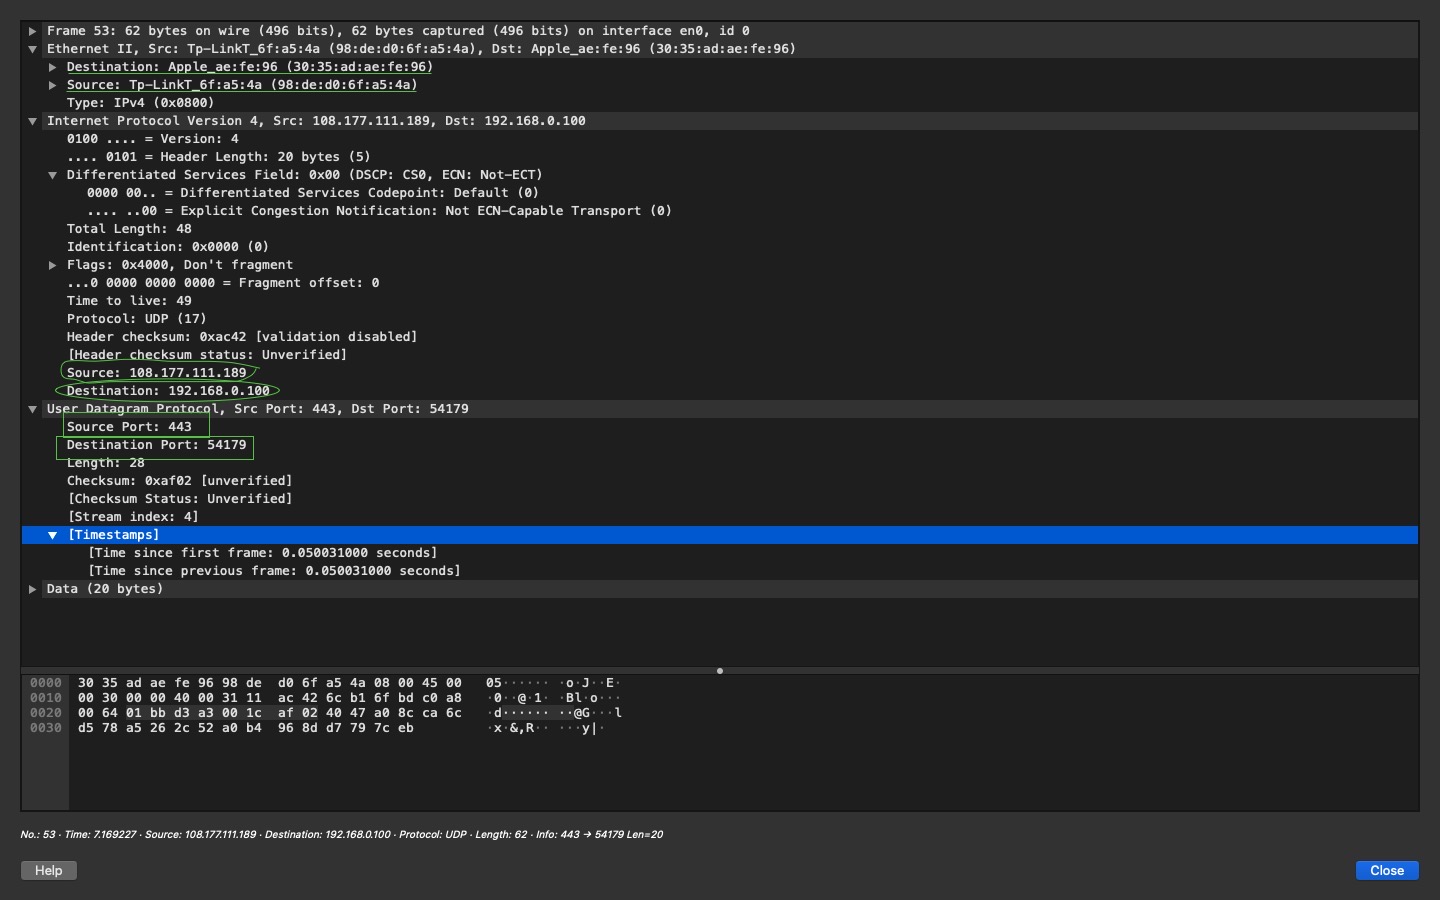 Frame 53: 62 bytes on wire (496 bits), 62 bytes captured (496 bits) on interface en0, id 0
Ethernet II, Src: Tp-LinkT_6f:a5:4a (98:de:d0:6f:a5:4a), Dst: Apple_ae:fe:96 (30:35:ad:ae:fe:96)
Destination: Apple_ae:fe:96 (30:35:ad:ae:fe:96)
Source: Tp-LinkT_6f:a5:4a (98:de:d0:6f:a5:4a)
Type: IPv4 (0x0800)
Internet Protocol Version 4, Src: 108.177.111.189, Dst: 192.168.0.100
0100 .... = Version: 4
.... 0101 = Header Length: 20 bytes (5)
Differentiated Services Field: 0x00 (DSCP: CS0, ECN: Not-ECT)
0000 00.. = Differentiated Services Codepoint: Default (0)
.... ..00 = Explicit Congestion Notification: Not ECN-Capable Transport (0)
Total Length: 48
Identification: 0x0000 (0)
Flags: 0x4000, Don't fragment
...0 0000 0000 0000 = Fragment offset: 0
Time to live: 49
Protocol: UDP (17)
Header checksum: 0xac42 [validation disabled]
[Header checksum status: Unverified]
Source: 108.177.111.189
Destination: 192.168.0.100
User Datagram Protocol, Src Port: 443, Dst Port: 54179
Source Port: 443
Destination Port: 54179
Length: 28
Checksum: 0xaf02 [unverified]
[Checksum Status: Unverified]
[Stream index: 4]
[Timestamps]
[Time since first frame: 0.050031000 seconds]
[Time since previous frame: 0.050031000 seconds]
Data (20 bytes)
0000 30 35 ad ae fe 96 98 de d0 6f a5 4a 08 00 45 00 05······ ·o·J··E·
0010 00 30 00 00 40 00 31 11 ac 42 6c b1 6f bd c0 a8 ·0··@·1· ·Bl·o···
0020 00 64 01 bb d3 a3 00 1c af 02 40 47 a0 8c ca 6c ·d······ ··@G···l
0030 d5 78 a5 26 2c 52 a0 b4 96 8d d7 79 7c eb ·x·&,R·· ···y|·
No.: 53 · Time: 7.169227 · Source: 108.177.111.189 · Destination: 192.168.0.100 · Protocol: UDP · Length: 62 · Info: 443 → 54179 Len=20
Help
Close